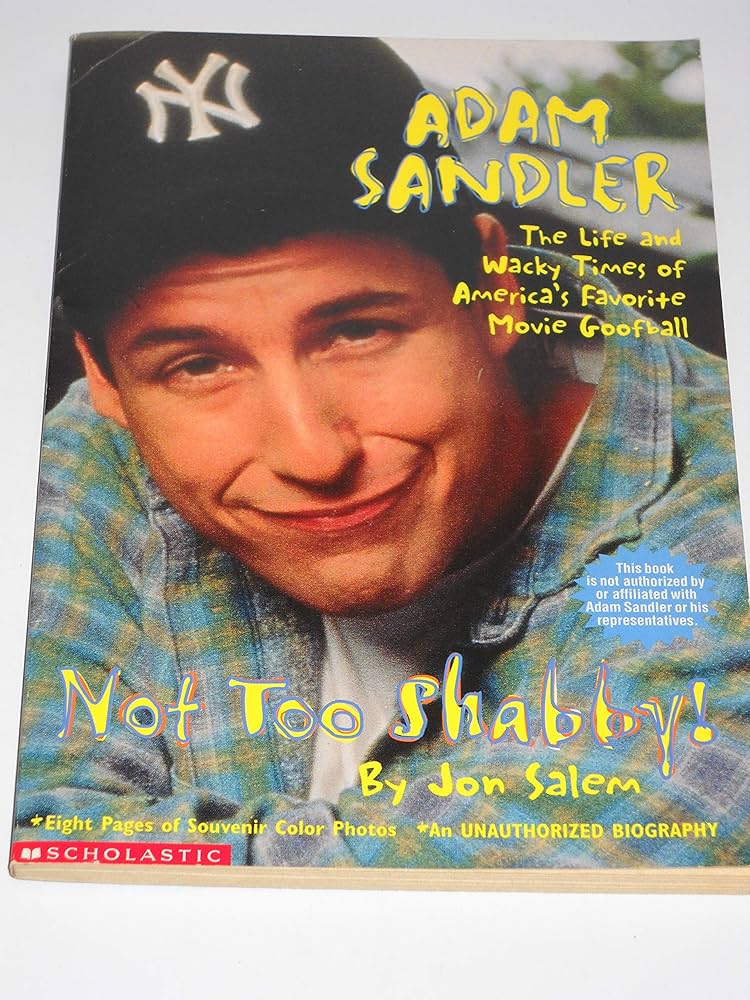 NY
ADAM
SANDLER
The Life and
Wacky Times of
America's Favorite
Movie Goofball
This book
is not authorized by
or affiliated with
Adam Sandler or his
representatives.
Not Too Shabby!
By Jon Salem
*Eight Pages of Souvenir Color Photos *An UNAUTHORIZED BIOGRAPHY
SCHOLASTIC